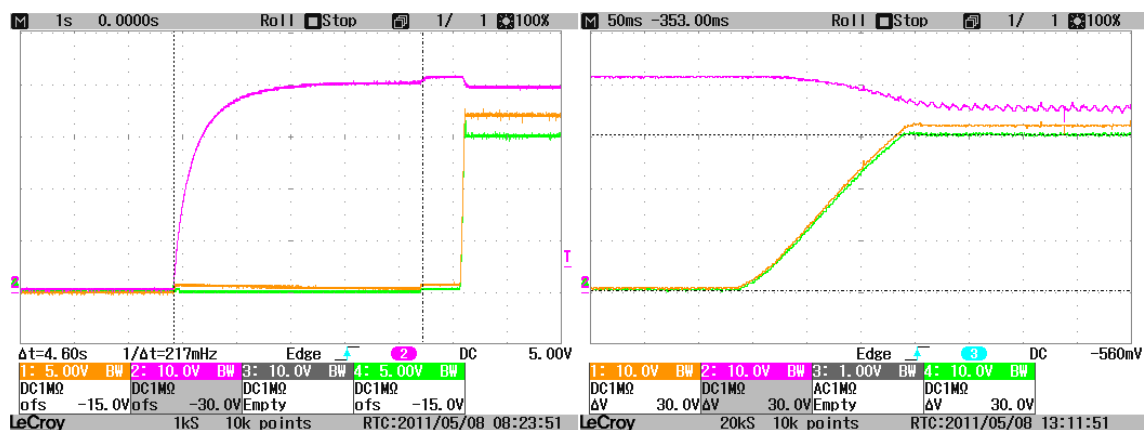 M 1s 0.0000s Roll Stop 1/ 1 100%
2
T
Δt=4.60s 1/Δt=217mHz Edge 2 DC 5.00V
1: 5.00V BW 2: 10.0V BW 3: 10.0V BW 4: 5.00V BW
DC1MΩ DC1MΩ DC1MΩ DC1MΩ
ofs -15.0V ofs -30.0V Empty ofs -15.0V
LeCroy 1kS 10k points RTC:2011/05/08 08:23:51
M 50ms -353.00ms Roll Stop 1/ 1 100%
2
Edge 3 DC -560mV
1: 10.0V BW 2: 10.0V BW 3: 1.00V BW 4: 10.0V BW
DC1MΩ DC1MΩ AC1MΩ DC1MΩ
ΔV 30.0V ΔV 30.0V Empty ΔV 30.0V
LeCroy 20kS 10k points RTC:2011/05/08 13:11:51